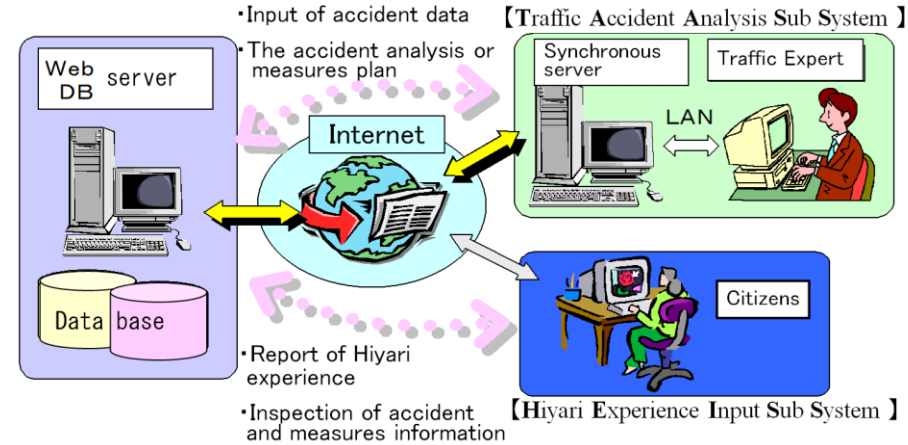 ・Input of accident data
・The accident analysis or
measures plan
【Traffic Accident Analysis Sub System 】
Web
DB
server
Synchronous
server
Traffic Expert
LAN
Internet
Data base
Citizens
・Report of Hiyari
experience
・Inspection of accident
and measures information
【Hiyari Experience Input Sub System 】